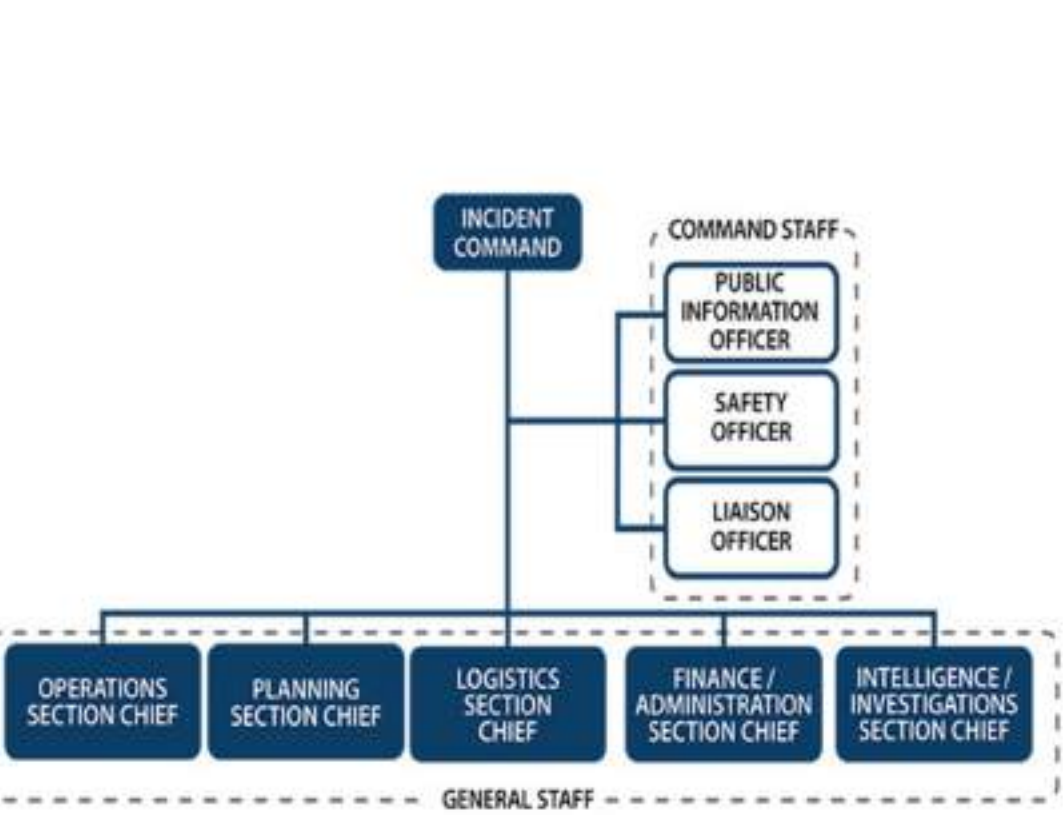 INCIDENT
COMMAND
COMMAND STAFF
PUBLIC
INFORMATION
OFFICER
SAFETY
OFFICER
LIAISON
OFFICER
OPERATIONS
SECTION CHIEF
PLANNING
SECTION CHIEF
LOGISTICS
SECTION
CHIEF
FINANCE /
ADMINISTRATION
SECTION CHIEF
INTELLIGENCE /
INVESTIGATIONS
SECTION CHIEF
GENERAL STAFF